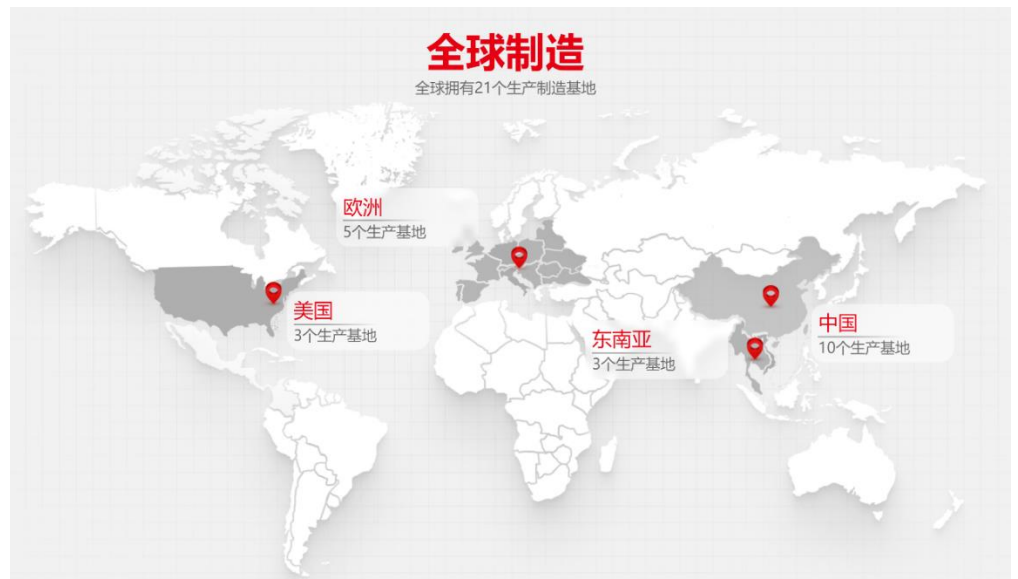 全球制造
全球拥有21个生产制造基地
欧洲
5个生产基地
美国
3个生产基地
东南亚
3个生产基地
中国
10个生产基地